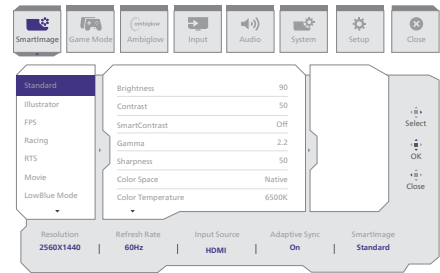 ambiglow
SmartImage Game Mode Ambiglow Input Audio System Setup Close
Standard
Illustrator
FPS
Racing
RTS
Movie
LowBlue Mode
Brightness 90
Contrast 50
SmartContrast Off
Gamma 2.2
Sharpness 50
Color Space Native
Color Temperature 6500K
Select
OK
Close
Resolution Refresh Rate Input Source Adaptive Sync SmartImage
2560X1440 | 60Hz | HDMI | On | Standard